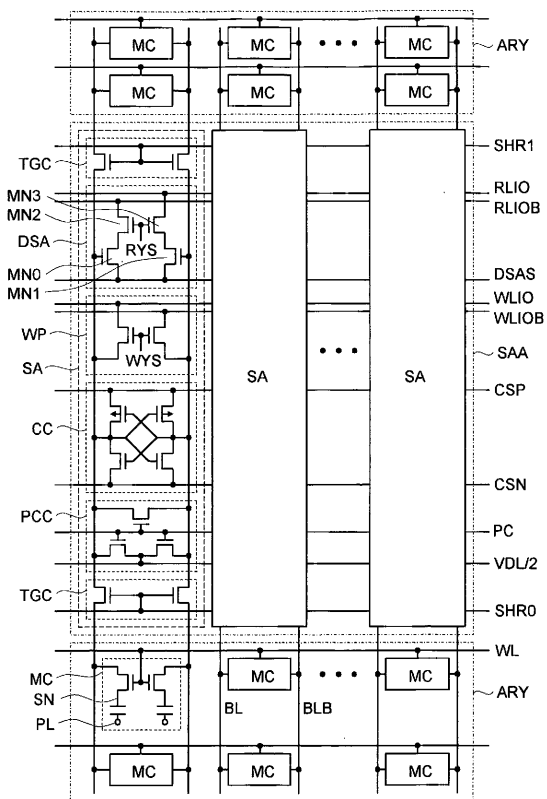 MC MC • • • MC ARY
MC MC MC
TGC SHR1
MN3 RLIO
MN2 RLIOB
DSA RYS
MN0 DSAS
MN1 WLIO
WLIOB
WP WYS
SA SA • • • SA SAA
CSP
CC
CSN
PCC PC
VDL/2
TGC SHR0
WL
MC MC • • • MC ARY
SN
PL BL BLB
MC MC MC